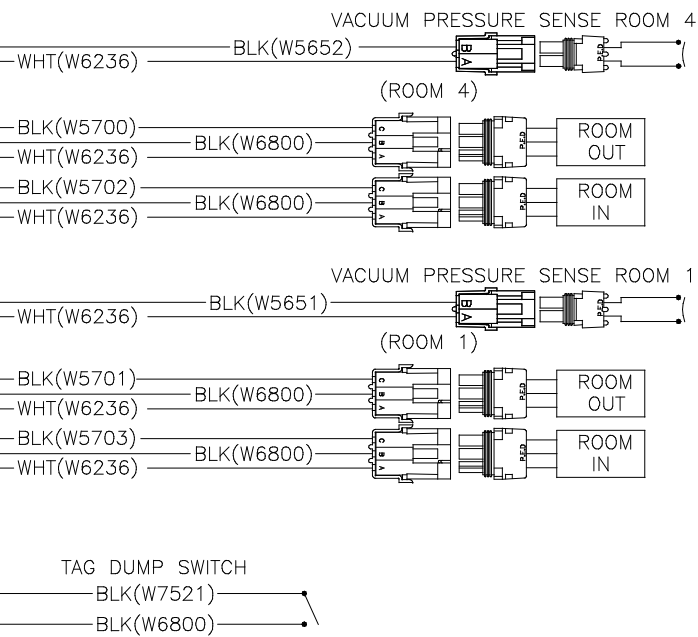 VACUUM PRESSURE SENSE ROOM 4
BLK(W5652)
WHT(W6236)
B
A
P.E.D
(ROOM 4)
BLK(W5700)
BLK(W6800)
WHT(W6236)
C
B
A
P.E.D
ROOM
OUT
BLK(W5702)
BLK(W6800)
WHT(W6236)
C
B
A
P.E.D
ROOM
IN
VACUUM PRESSURE SENSE ROOM 1
BLK(W5651)
WHT(W6236)
B
A
P.E.D
(ROOM 1)
BLK(W5701)
BLK(W6800)
WHT(W6236)
C
B
A
P.E.D
ROOM
OUT
BLK(W5703)
BLK(W6800)
WHT(W6236)
C
B
A
P.E.D
ROOM
IN
TAG DUMP SWITCH
BLK(W7521)
BLK(W6800)